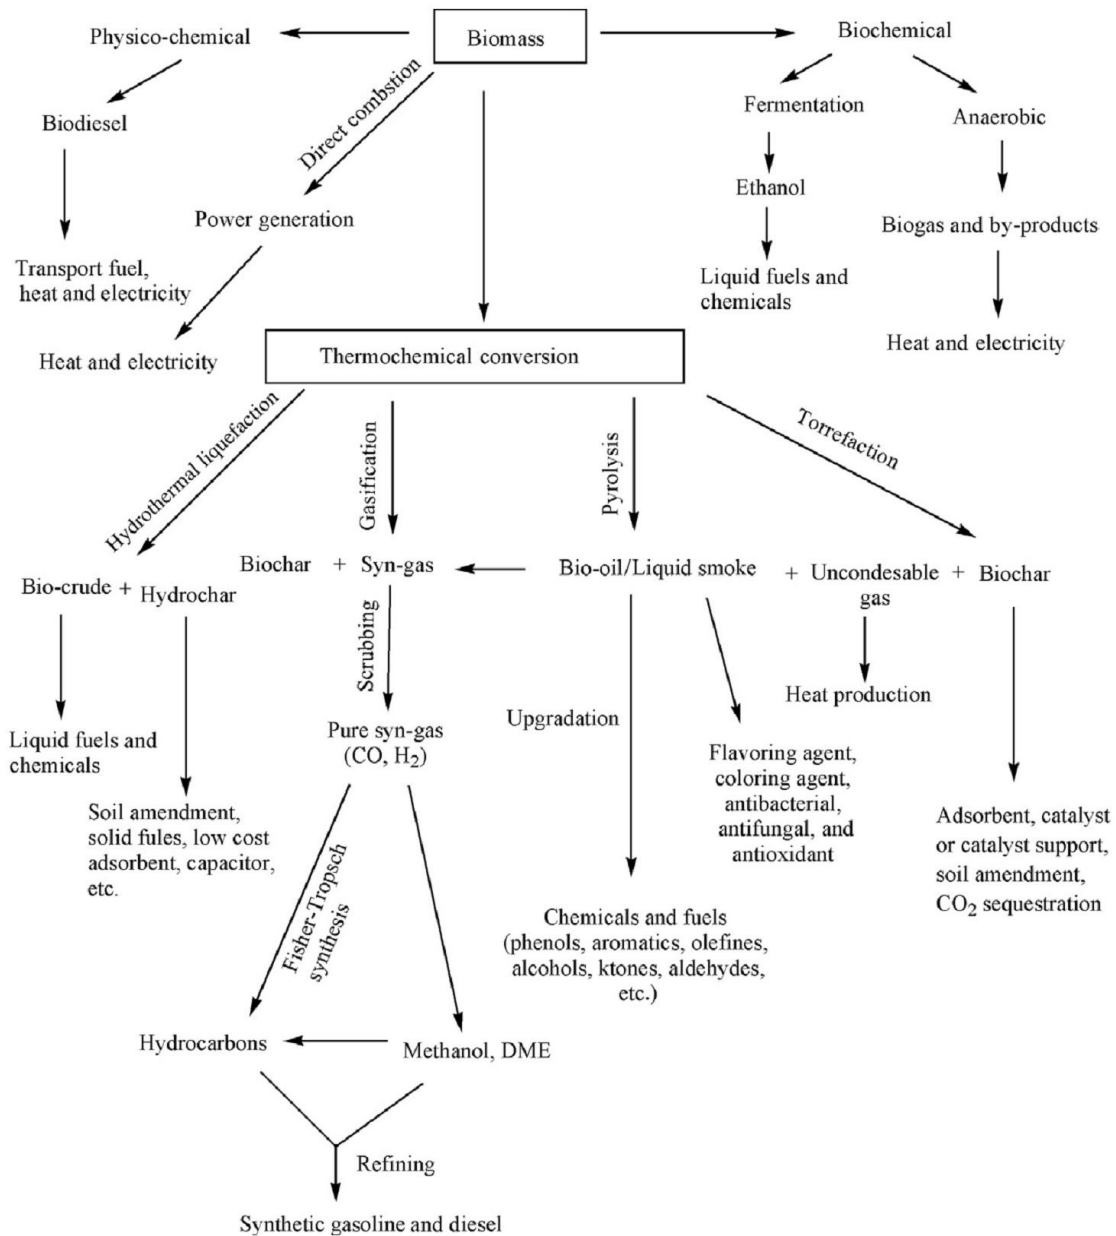 Physico-chemical
Biomass
Biochemical
Direct combstion
Fermentation
Anaerobic
Biodiesel
Ethanol
Power generation
Biogas and by-products
Transport fuel,
heat and electricity
Liquid fuels and
chemicals
Heat and electricity
Heat and electricity
Thermochemical conversion
Hydrothermal liquefaction
Gasification
Pyrolysis
Torrefaction
Bio-crude + Hydrochar
Biochar + Syn-gas
Bio-oil/Liquid smoke + Uncondesable + Biochar
gas
Scrubbing
Heat production
Upgradation
Liquid fuels and
chemicals
Pure syn-gas
(CO, H2)
Flavoring agent,
coloring agent,
antibacterial,
antifungal, and
antioxidant
Soil amendment,
solid fules, low cost
adsorbent, capacitor,
etc.
Adsorbent, catalyst
or catalyst support,
soil amendment,
CO2 sequestration
Fisher-Tropsch
synthesis
Chemicals and fuels
(phenols, aromatics, olefines,
alcohols, ktones, aldehydes,
etc.)
Hydrocarbons
Methanol, DME
Refining
Synthetic gasoline and diesel